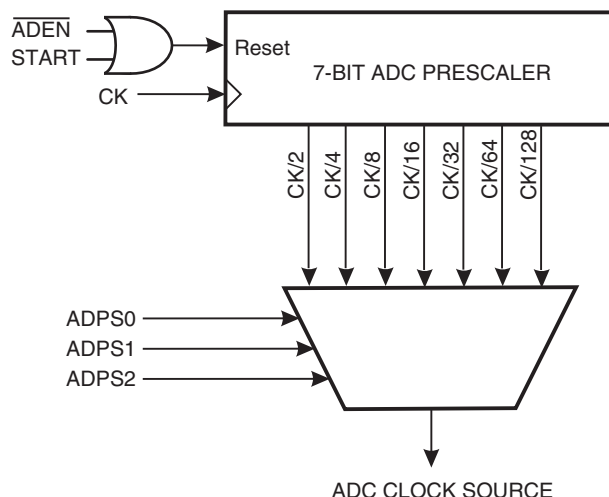 ADEN
START
Reset
7-BIT ADC PRESCALER
CK
CK/2
CK/4
CK/8
CK/16
CK/32
CK/64
CK/128
ADPS0
ADPS1
ADPS2
ADC CLOCK SOURCE